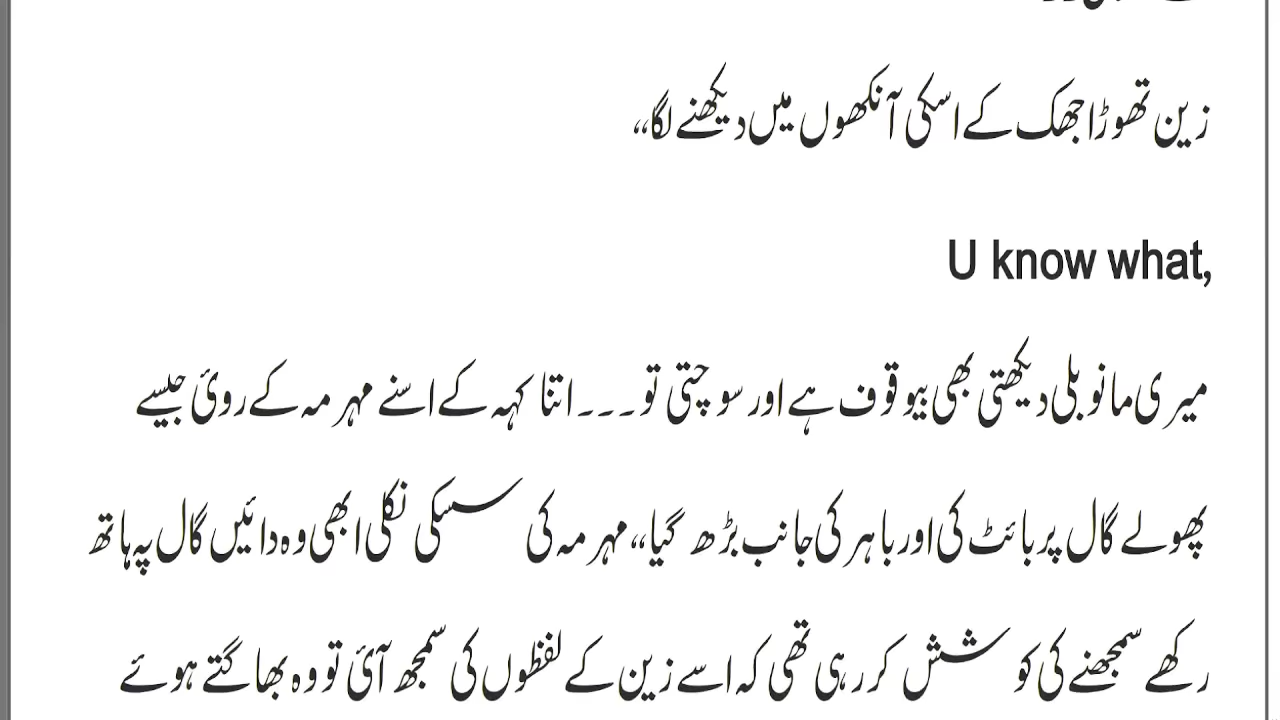 زین تھوڑا جھک کے اسکی آنکھوں میں دیکھنے لگا،،
U know what,
میری مانو بلی دیکھتی بھی بیوقوف ہے اور سوچتی تو۔۔۔ اتنا کہہ کے اسنے مہرمہ کے روئ جیسے
پھولے گال پر بائٹ کی اور باہر کی جانب بڑھ گیا،، مہرمہ کی سسکی نکلی ابھی وہ دائیں گال پہ ہاتھ
رکھے سمجھنے کی کوشش کر رہی تھی کہ اسے زین کے لفظوں کی سمجھ آئ تو وہ بھاگتے ہوئے